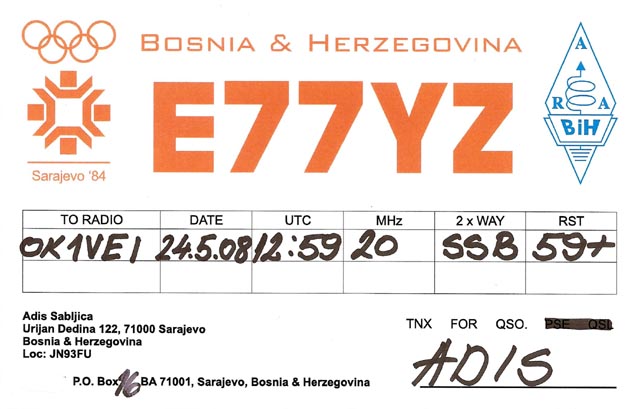 BOSNIA & HERZEGOVINA
E77YZ
Sarajevo '84
A
R A
BiH
TO RADIO DATE UTC MHz 2 x WAY RST
OK1VEI 24.5.08 12:59 20 SSB 59+
Adis Sabljica
Urijan Dedina 122, 71000 Sarajevo
Bosnia & Herzegovina
Loc: JN93FU
TNX FOR QSO. PSE QSL
ADIS
P.O. Box 16 BA 71001, Sarajevo, Bosnia & Herzegovina